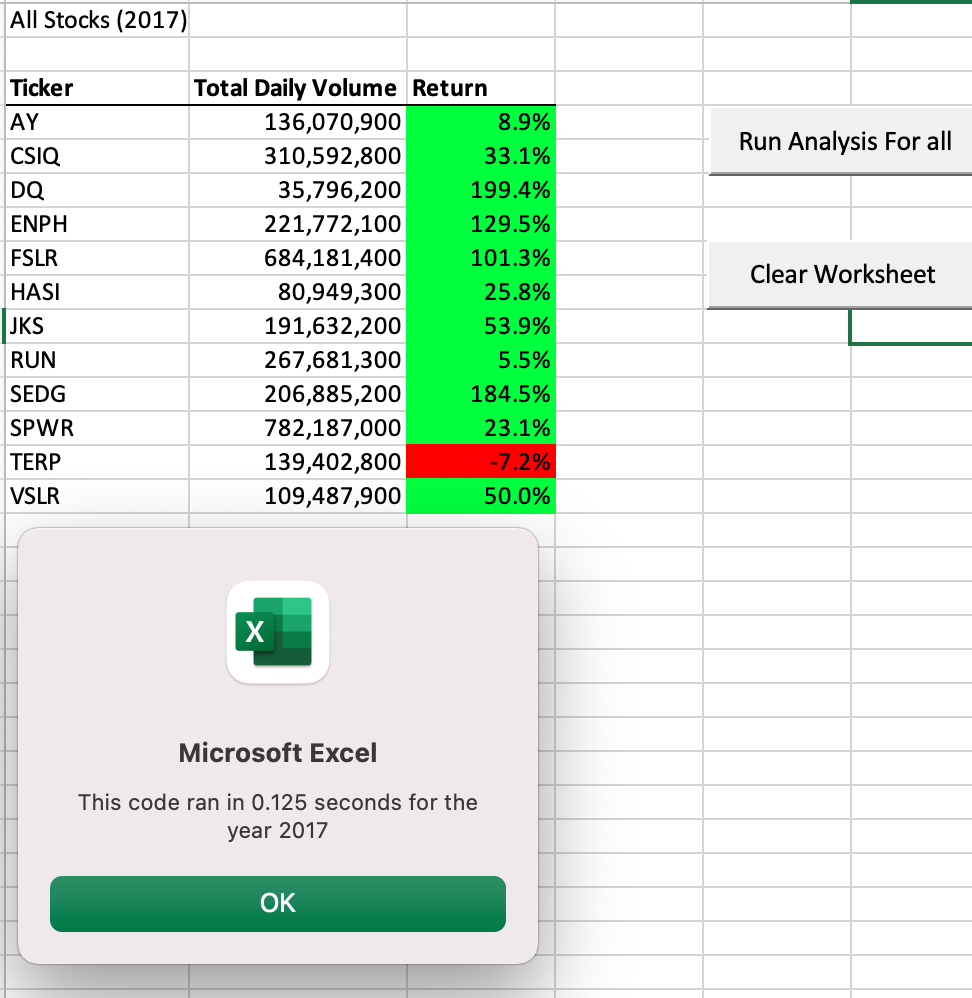 All Stocks (2017)
Ticker Total Daily Volume Return
AY 136,070,900 8.9%
CSIQ 310,592,800 33.1%
DQ 35,796,200 199.4%
ENPH 221,772,100 129.5%
FSLR 684,181,400 101.3%
HASI 80,949,300 25.8%
JKS 191,632,200 53.9%
RUN 267,681,300 5.5%
SEDG 206,885,200 184.5%
SPWR 782,187,000 23.1%
TERP 139,402,800 -7.2%
VSLR 109,487,900 50.0%
Run Analysis For all
Clear Worksheet
X
Microsoft Excel
This code ran in 0.125 seconds for the
year 2017
OK